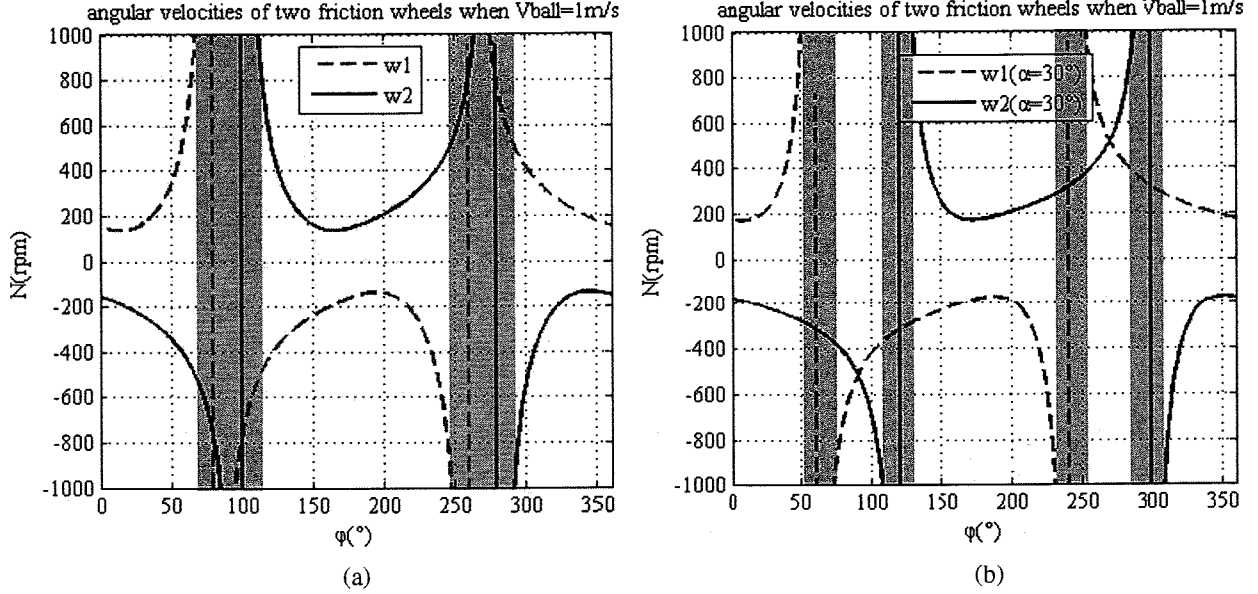 angular velocities of two friction wheels when Vball=1m/s
1000
800
600
400
200
0
-200
-400
-600
-800
-1000
N(rpm)
w1
w2
0 50 100 150 200 250 300 350
φ(°)
(a)
angular velocities of two friction wheels when Vball=1m/s
1000
800
600
400
200
0
-200
-400
-600
-800
-1000
N(rpm)
w1(α=30°)
w2(α=30°)
0 50 100 150 200 250 300 350
φ(°)
(b)